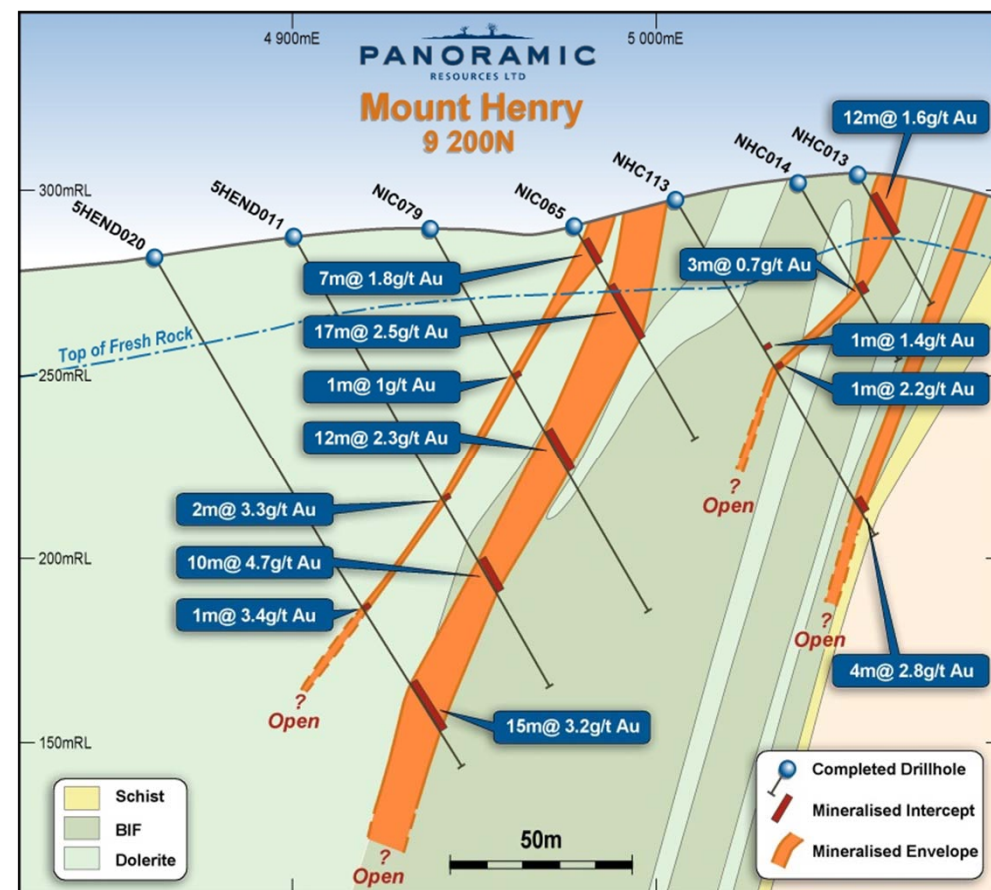 4 900mE
5 000mE
PANORAMIC
RESOURCES LTD
Mount Henry
9 200N
12m@ 1.6g/t Au
NHC013
NHC014
NHC113
NIC065
NIC079
5HEND011
5HEND020
300mRL
7m@ 1.8g/t Au
3m@ 0.7g/t Au
17m@ 2.5g/t Au
Top of Fresh Rock
1m@ 1.4g/t Au
250mRL
1m@ 1g/t Au
1m@ 2.2g/t Au
12m@ 2.3g/t Au
?
Open
2m@ 3.3g/t Au
200mRL
10m@ 4.7g/t Au
1m@ 3.4g/t Au
?
Open
4m@ 2.8g/t Au
?
Open
15m@ 3.2g/t Au
150mRL
Schist
BIF
Dolerite
50m
?
Open
Completed Drillhole
Mineralised Intercept
Mineralised Envelope